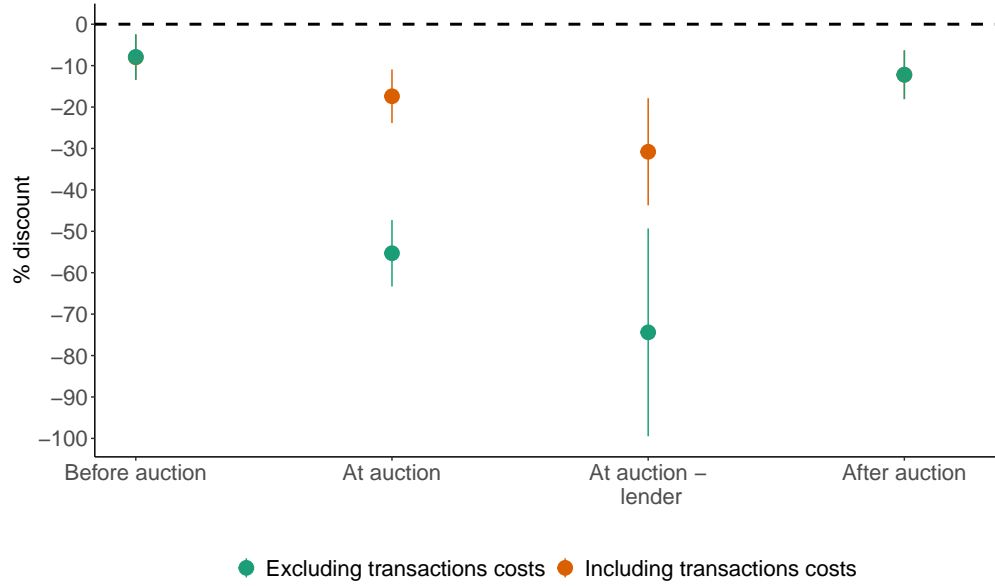 % discount
0
−10
−20
−30
−40
−50
−60
−70
−80
−90
−100
Before auction
At auction
At auction −
lender
After auction
Excluding transactions costs
Including transactions costs